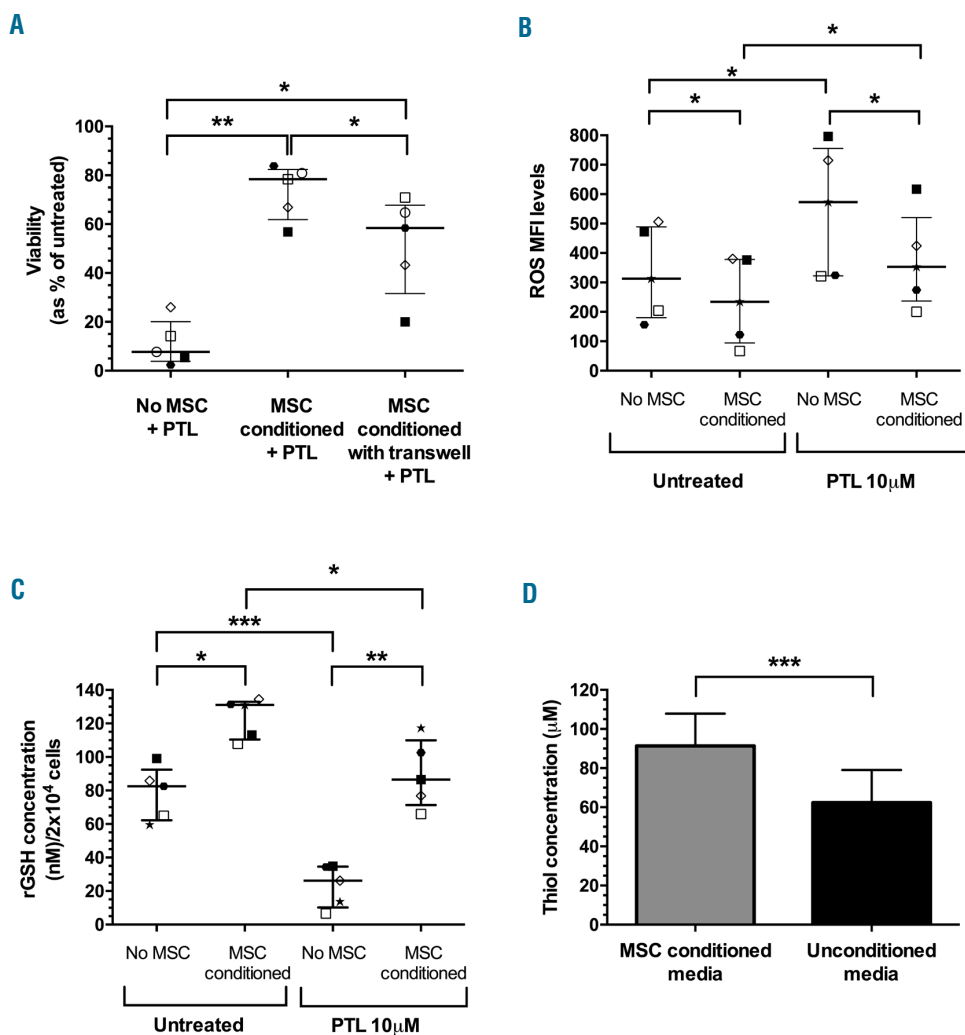 A
*
**
*
Viability
(as % of untreated)
100
80
60
40
20
0
No MSC
+ PTL
MSC
conditioned
+ PTL
MSC
conditioned
with transwell
+ PTL
B
*
*
*
*
ROS MFI levels
800
700
600
500
400
300
200
100
0
No MSC
MSC
conditioned
No MSC
MSC
conditioned
Untreated
PTL 10μM
C
*
***
*
**
rGSH concentration
(nM)/2x10⁴ cells
140
120
100
80
60
40
20
0
No MSC
MSC
conditioned
No MSC
MSC
conditioned
Untreated
PTL 10μM
D
***
Thiol concentration (μM)
120
100
80
60
40
20
0
MSC conditioned
media
Unconditioned
media